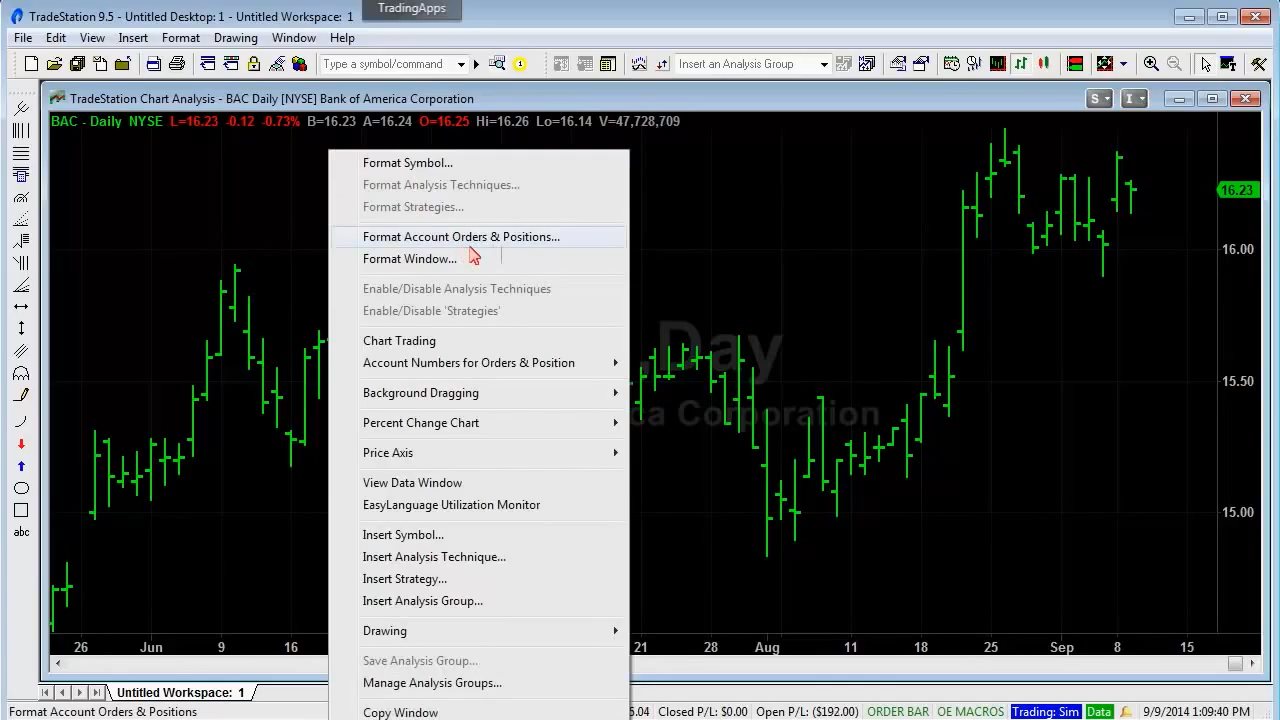 TradeStation 9.5 - Untitled Desktop: 1 - Untitled Workspace: 1
TradingApps
File Edit View Insert Format Drawing Window Help
Type a symbol/command
Insert an Analysis Group
TradeStation Chart Analysis - BAC Daily [NYSE] Bank of America Corporation
S
I
BAC - Daily NYSE L=16.23 -0.12 -0.73% B=16.23 A=16.24 O=16.25 Hi=16.26 Lo=16.14 V=47,728,709
Format Symbol...
Format Analysis Techniques...
Format Strategies...
Format Account Orders & Positions...
Format Window...
Enable/Disable Analysis Techniques
Enable/Disable 'Strategies'
Chart Trading
Account Numbers for Orders & Position
Background Dragging
Percent Change Chart
Price Axis
View Data Window
EasyLanguage Utilization Monitor
Insert Symbol...
Insert Analysis Technique...
Insert Strategy...
Insert Analysis Group...
Drawing
Save Analysis Group...
Manage Analysis Groups...
Copy Window
,Day
Corporation
16.23
16.00
15.50
15.00
abc
26 Jun 9 16 21 28 Aug 11 18 25 Sep 8 15
Untitled Workspace: 1
Format Account Orders & Positions
5.04 Closed P/L: $0.00 Open P/L: ($192.00) ORDER BAR OE MACROS Trading: Sim Data 9/9/2014 1:09:40 PM